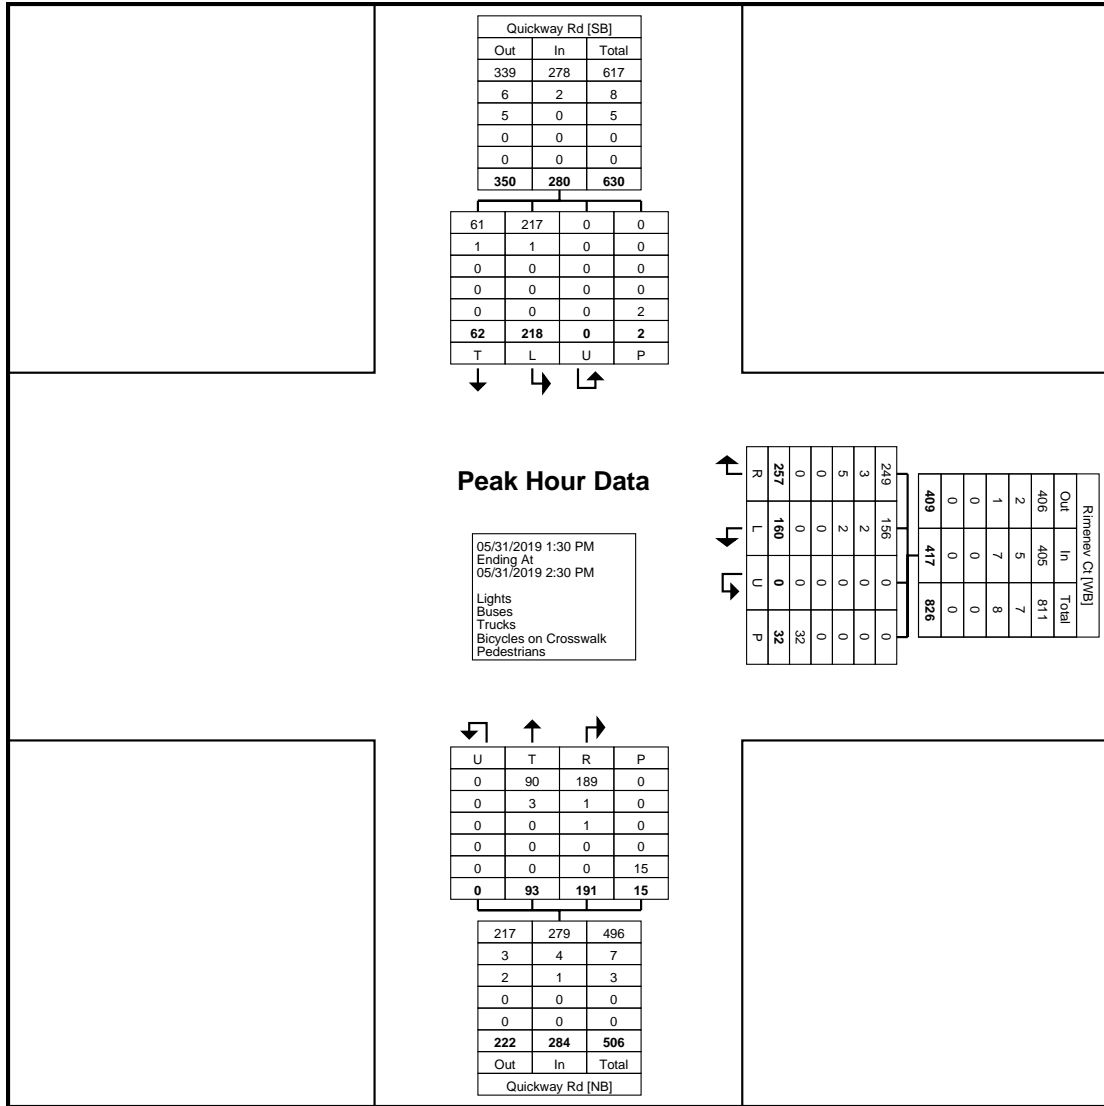 Quickway Rd [SB]
Out In Total
339 278 617
6 2 8
5 0 5
0 0 0
0 0 0
350 280 630
61 217 0 0
1 1 0 0
0 0 0 0
0 0 0 0
0 0 0 2
62 218 0 2
T L U P
Peak Hour Data
05/31/2019 1:30 PM
Ending At
05/31/2019 2:30 PM
Lights
Buses
Trucks
Bicycles on Crosswalk
Pedestrians
Rimenev Ct [WB]
Out In Total
406 405 811
2 5 7
1 7 8
0 0 0
0 0 0
409 417 826
249 156 0 0
3 2 0 0
5 2 0 0
0 0 0 0
0 0 0 32
257 160 0 32
R L U P
U T R P
0 90 189 0
0 3 1 0
0 0 1 0
0 0 0 0
0 0 0 15
0 93 191 15
217 279 496
3 4 7
2 1 3
0 0 0
0 0 0
222 284 506
Out In Total
Quickway Rd [NB]